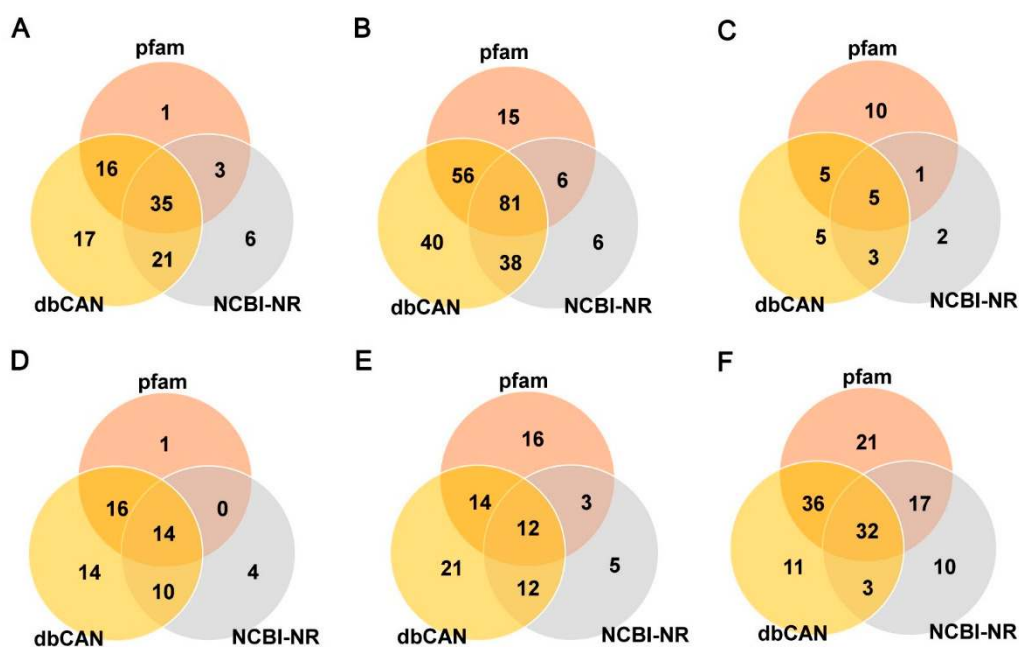 A
pfam
1
16
3
35
17
6
21
dbCAN
NCBI-NR
B
pfam
15
56
6
81
40
6
38
dbCAN
NCBI-NR
C
pfam
10
5
1
5
5
2
3
dbCAN
NCBI-NR
D
pfam
1
16
0
14
14
4
10
dbCAN
NCBI-NR
E
pfam
16
14
3
12
21
5
12
dbCAN
NCBI-NR
F
pfam
21
36
17
32
11
10
3
dbCAN
NCBI-NR